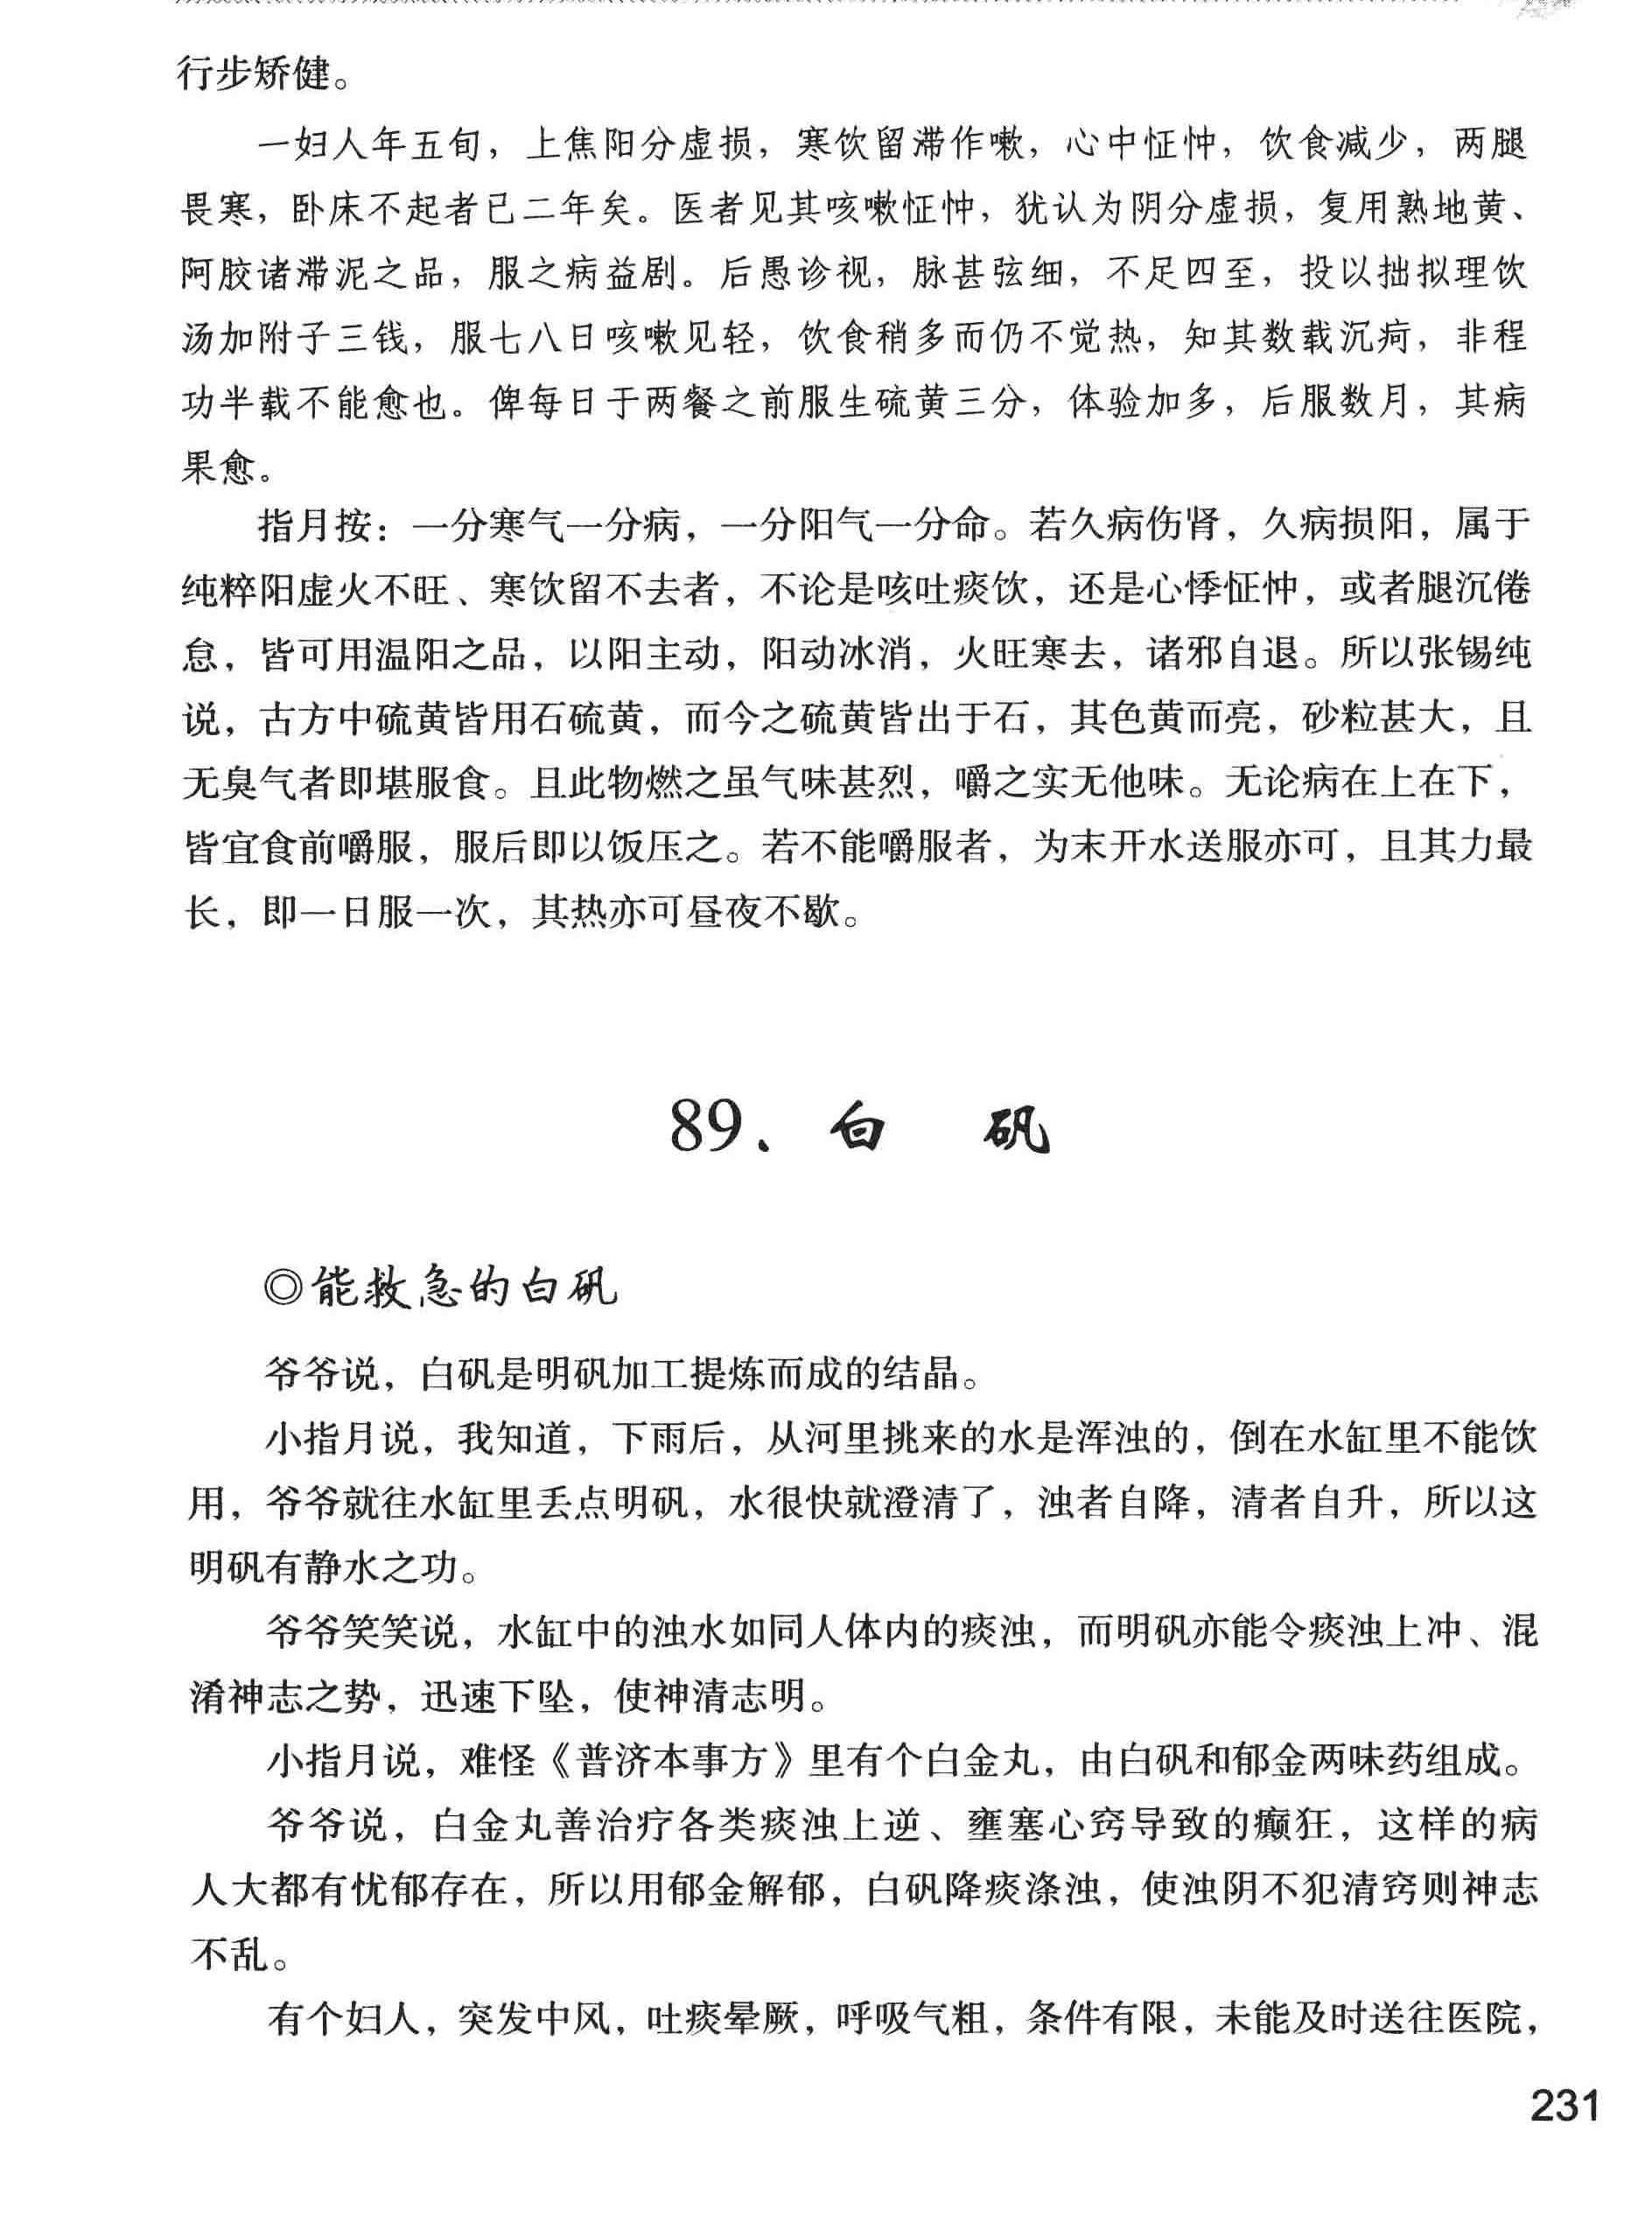 行步矫健。
一妇人年五旬，上焦阳分虚损，寒饮留滞作嗽，心中怔忡，饮食减少，两腿
畏寒，卧床不起者已二年矣。医者见其咳嗽怔忡，犹认为阴分虚损，复用熟地黄、
阿胶诸滞泥之品，服之病益剧。后愚诊视，脉甚弦细，不足四至，投以拙拟理饮
汤加附子三钱，服七八日咳嗽见轻，饮食稍多而仍不觉热，知其数载沉疴，非程
功半载不能愈也。俾每日于两餐之前服生硫黄三分，体验加多，后服数月，其病
果愈。
指月按：一分寒气一分病，一分阳气一分命。若久病伤肾，久病损阳，属于
纯粹阳虚火不旺、寒饮留不去者，不论是咳吐痰饮，还是心悸怔忡，或者腿沉倦
怠，皆可用温阳之品，以阳主动，阳动冰消，火旺寒去，诸邪自退。所以张锡纯
说，古方中硫黄皆用石硫黄，而今之硫黄皆出于石，其色黄而亮，砂粒甚大，且
无臭气者即堪服食。且此物燃之虽气味甚烈，嚼之实无他味。无论病在上在下，
皆宜食前嚼服，服后即以饭压之。若不能嚼服者，为末开水送服亦可，且其力最
长，即一日服一次，其热亦可昼夜不歇。
89、白 矾
◎能救急的白矾
爷爷说，白矾是明矾加工提炼而成的结晶。
小指月说，我知道，下雨后，从河里挑来的水是浑浊的，倒在水缸里不能饮
用，爷爷就往水缸里丢点明矾，水很快就澄清了，浊者自降，清者自升，所以这
明矾有静水之功。
爷爷笑笑说，水缸中的浊水如同人体内的痰浊，而明矾亦能令痰浊上冲、混
淆神志之势，迅速下坠，使神清志明。
小指月说，难怪《普济本事方》里有个白金丸，由白矾和郁金两味药组成。
爷爷说，白金丸善治疗各类痰浊上逆、壅塞心窍导致的癫狂，这样的病
人大都有忧郁存在，所以用郁金解郁，白矾降痰涤浊，使浊阴不犯清窍则神志
不乱。
有个妇人，突发中风，吐痰晕厥，呼吸气粗，条件有限，未能及时送往医院，
231